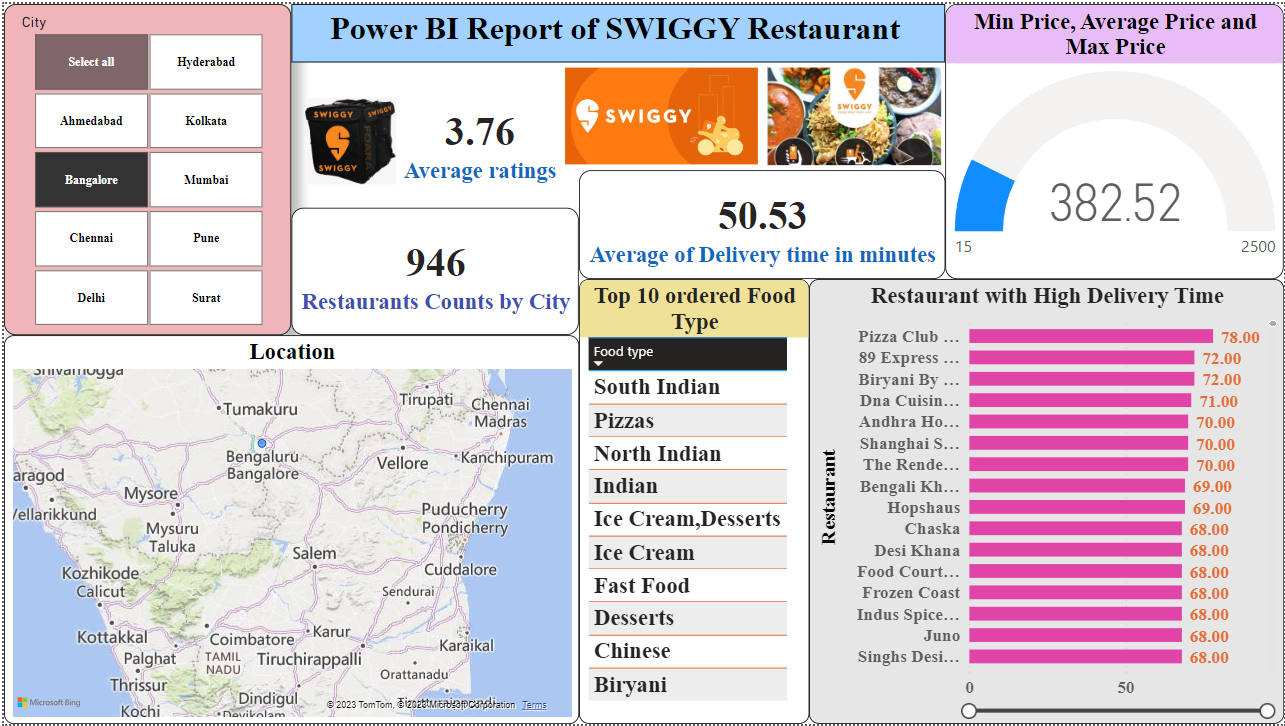 City
Select all
Hyderabad
Ahmedabad
Kolkata
Bangalore
Mumbai
Chennai
Pune
Delhi
Surat
Power BI Report of SWIGGY Restaurant
SWIGGY
SWIGGY
SWIGGY
3.76
Average ratings
SWIGGY
SWIGGY
946
Restaurants Counts by City
50.53
Average of Delivery time in minutes
Min Price, Average Price and
Max Price
382.52
15
2500
Location
Shivamogga
Tumakuru
Tirupati
Chennai
Madras
Bengaluru
Bangalore
Vellore
Kanchipuram
aragod
Mysore
Vellarikkund
Mysuru
Taluka
Puducherry
Pondicherry
Salem
Kozhikode
Calicut
Cuddalore
Sendurai
Kottakkal
Coimbatore
Karur
Karaikal
Palghat
TAMIL
NADU
Tiruchirappalli
Thrissur
Orattanadu
Dindigul
Kochi
Devikolam
Microsoft Bing
© 2023 TomTom, © 2023 Microsoft Corporation
Terms
Top 10 ordered Food
Type
Food type
South Indian
Pizzas
North Indian
Indian
Ice Cream,Desserts
Ice Cream
Fast Food
Desserts
Chinese
Biryani
Restaurant with High Delivery Time
Restaurant
Pizza Club ... 78.00
89 Express ... 72.00
Biryani By ... 72.00
Dna Cuisin... 71.00
Andhra Ho... 70.00
Shanghai S... 70.00
The Rende... 70.00
Bengali Kh... 69.00
Hopshaus 69.00
Chaska 68.00
Desi Khana 68.00
Food Court... 68.00
Frozen Coast 68.00
Indus Spice... 68.00
Juno 68.00
Singhs Desi... 68.00
0 50